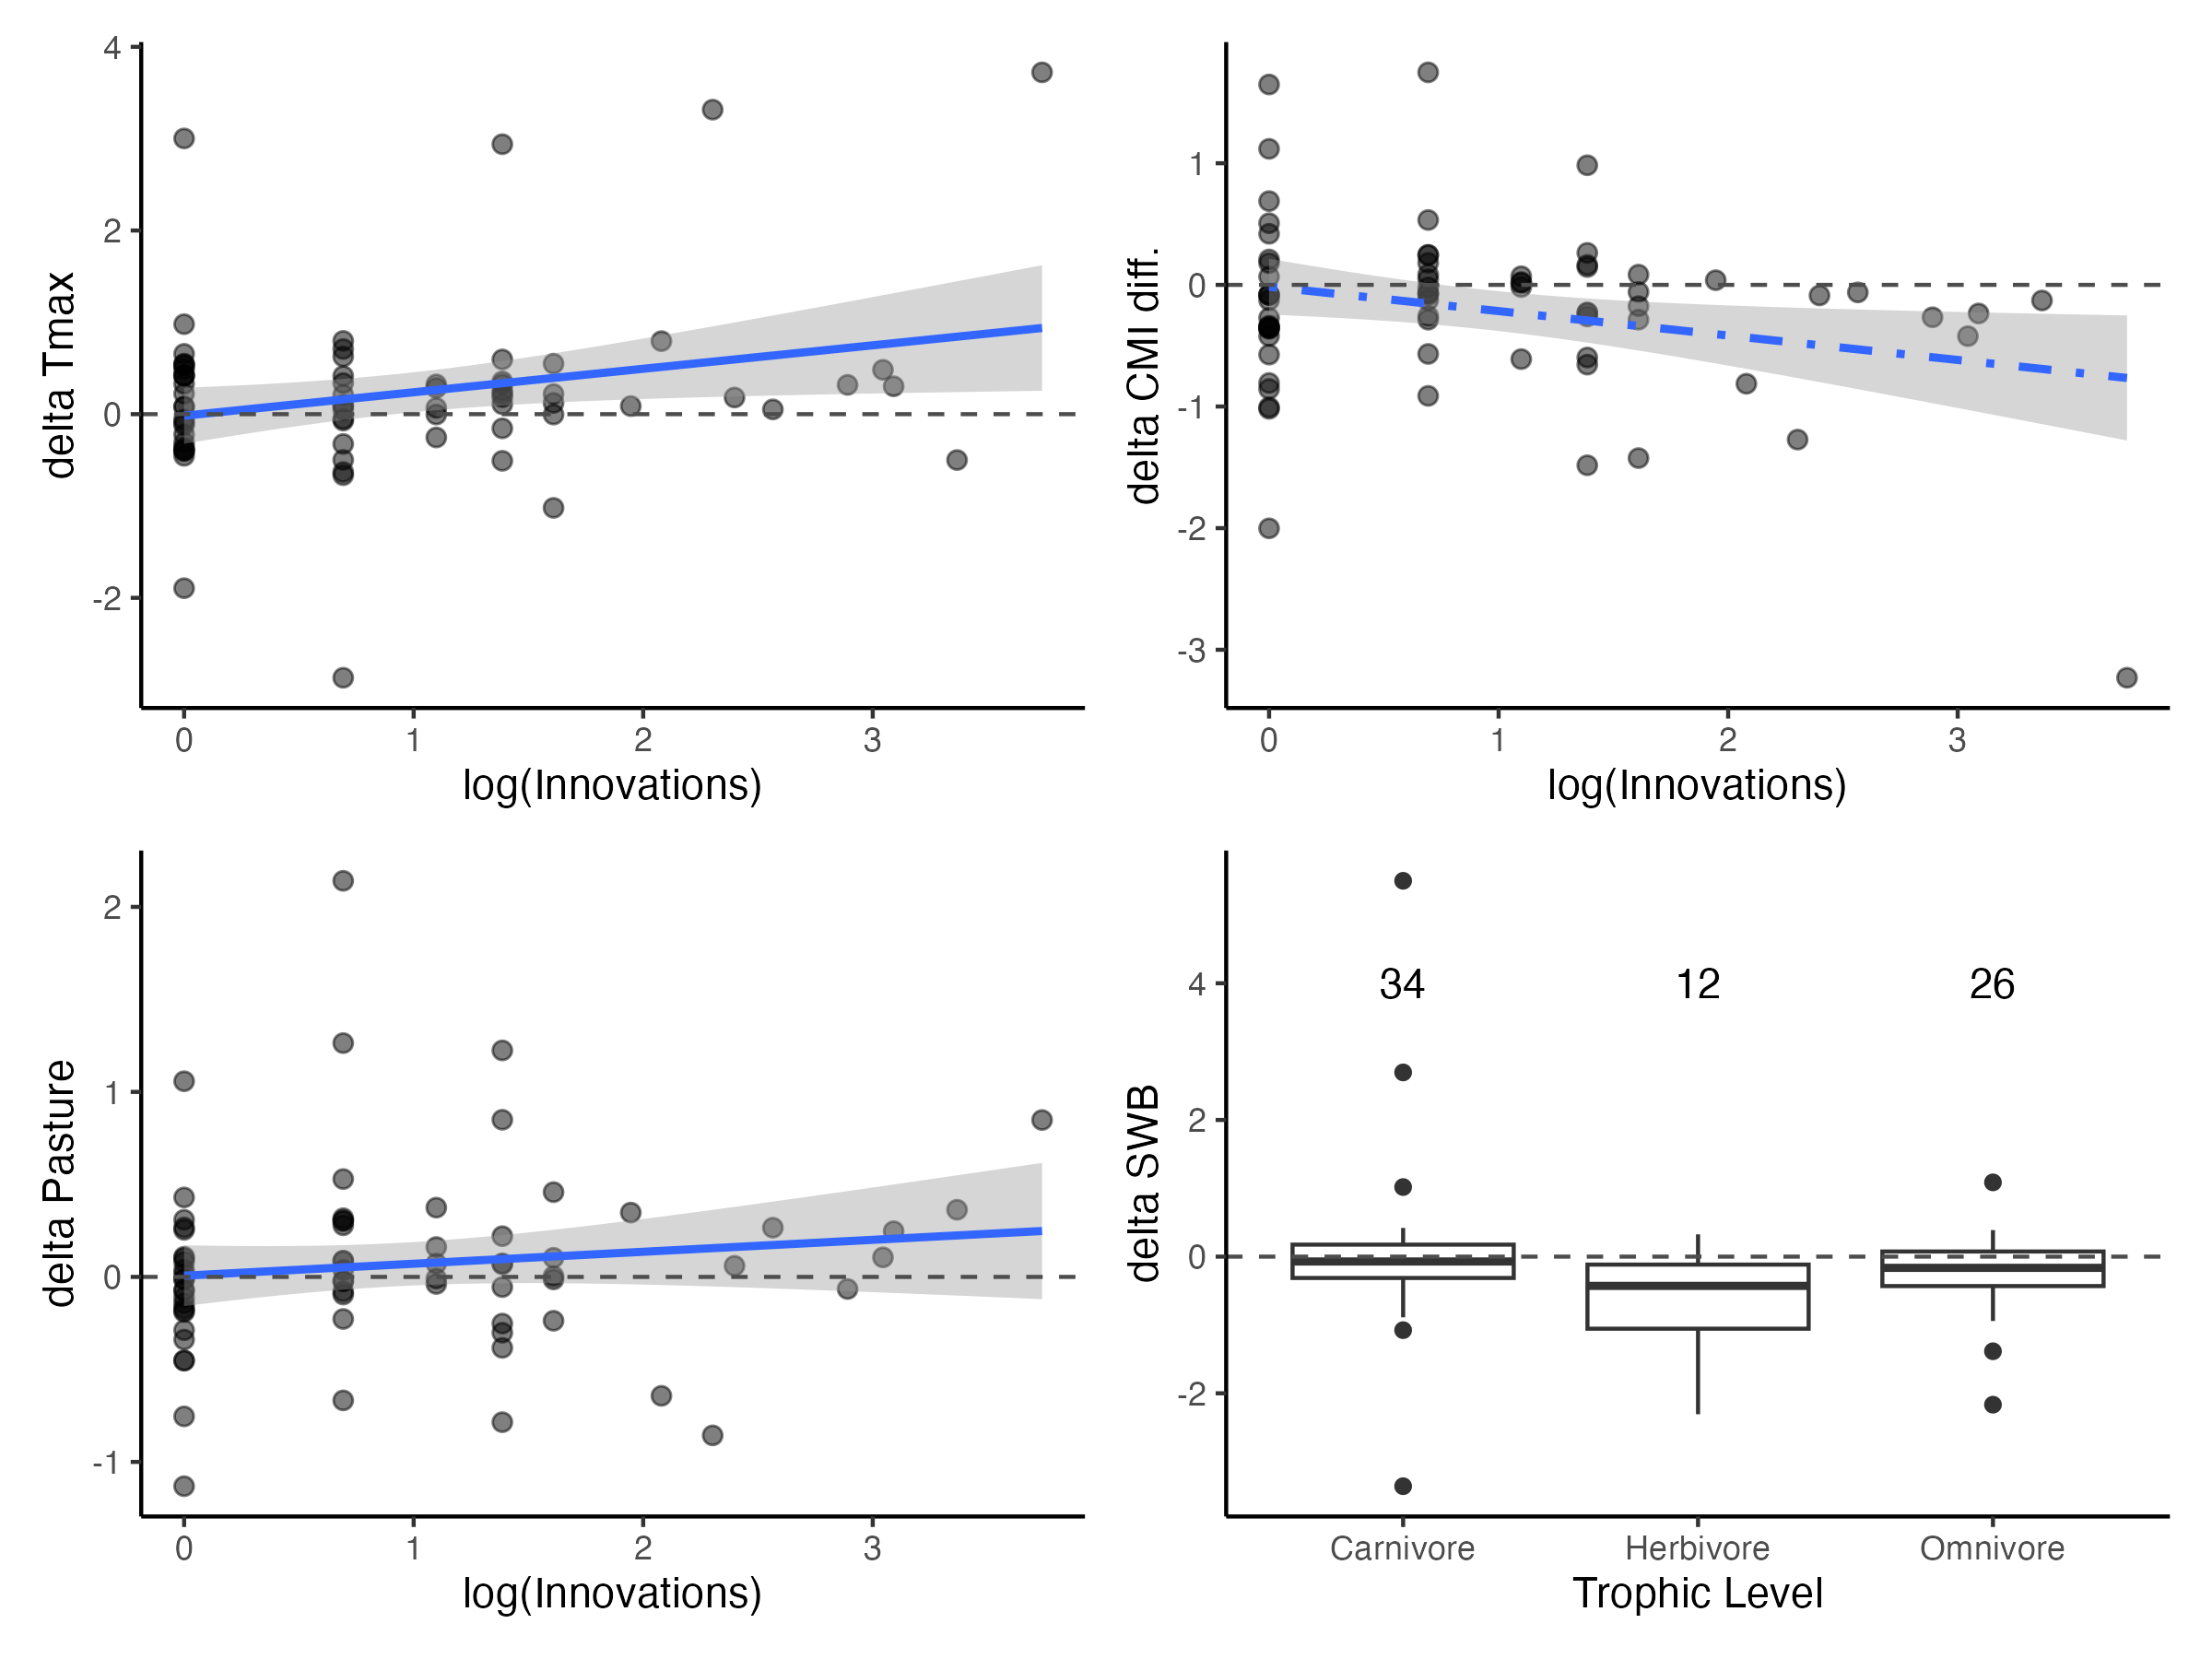 4
2
0
-2
delta Tmax
0 1 2 3
log(Innovations)
1
0
-1
-2
-3
delta CMI diff.
0 1 2 3
log(Innovations)
2
1
0
-1
delta Pasture
0 1 2 3
log(Innovations)
4
2
0
-2
delta SWB
34 12 26
Carnivore Herbivore Omnivore
Trophic Level